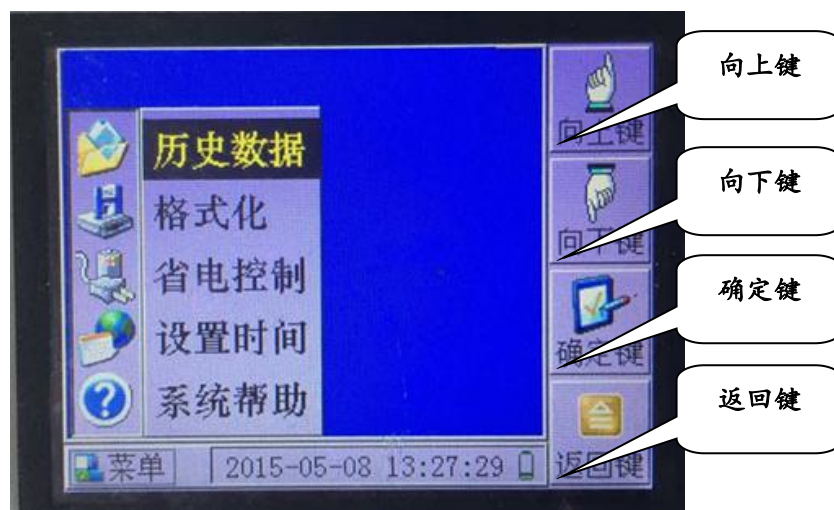 历史数据
格式化
省电控制
设置时间
系统帮助
菜单
2015-05-08 13:27:29
向上键
向下键
确定键
返回键
向上键
向下键
确定键
返回键